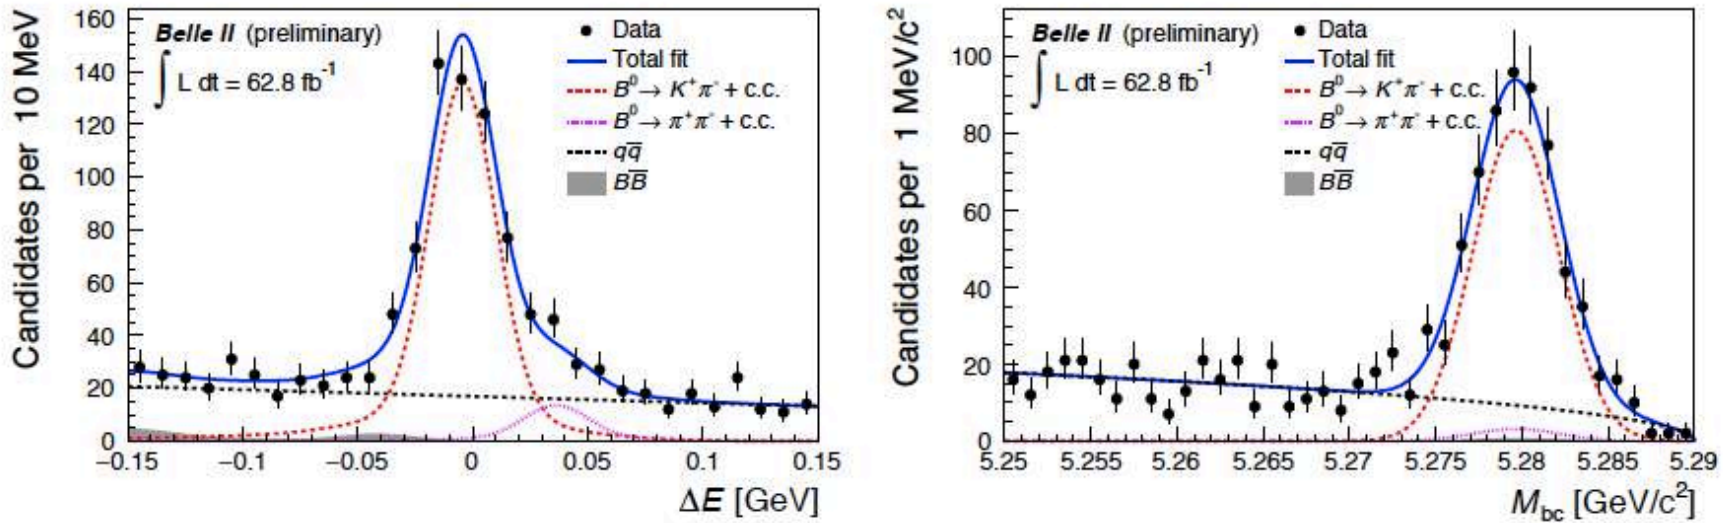 Candidates per 10 MeV
160
140
120
100
80
60
40
20
0
Belle II (preliminary)
∫ L dt = 62.8 fb⁻¹
Data
Total fit
B⁰→ K⁺π⁻ + c.c.
B⁰→ π⁺π⁻ + c.c.
qq̅
BB̅
−0.15 −0.1 −0.05 0 0.05 0.1 0.15
ΔE [GeV]
Candidates per 1 MeV/c²
100
80
60
40
20
0
Belle II (preliminary)
∫ L dt = 62.8 fb⁻¹
Data
Total fit
B⁰→ K⁺π⁻ + c.c.
B⁰→ π⁺π⁻ + c.c.
qq̅
BB̅
5.25 5.255 5.26 5.265 5.27 5.275 5.28 5.285 5.29
M_bc [GeV/c²]